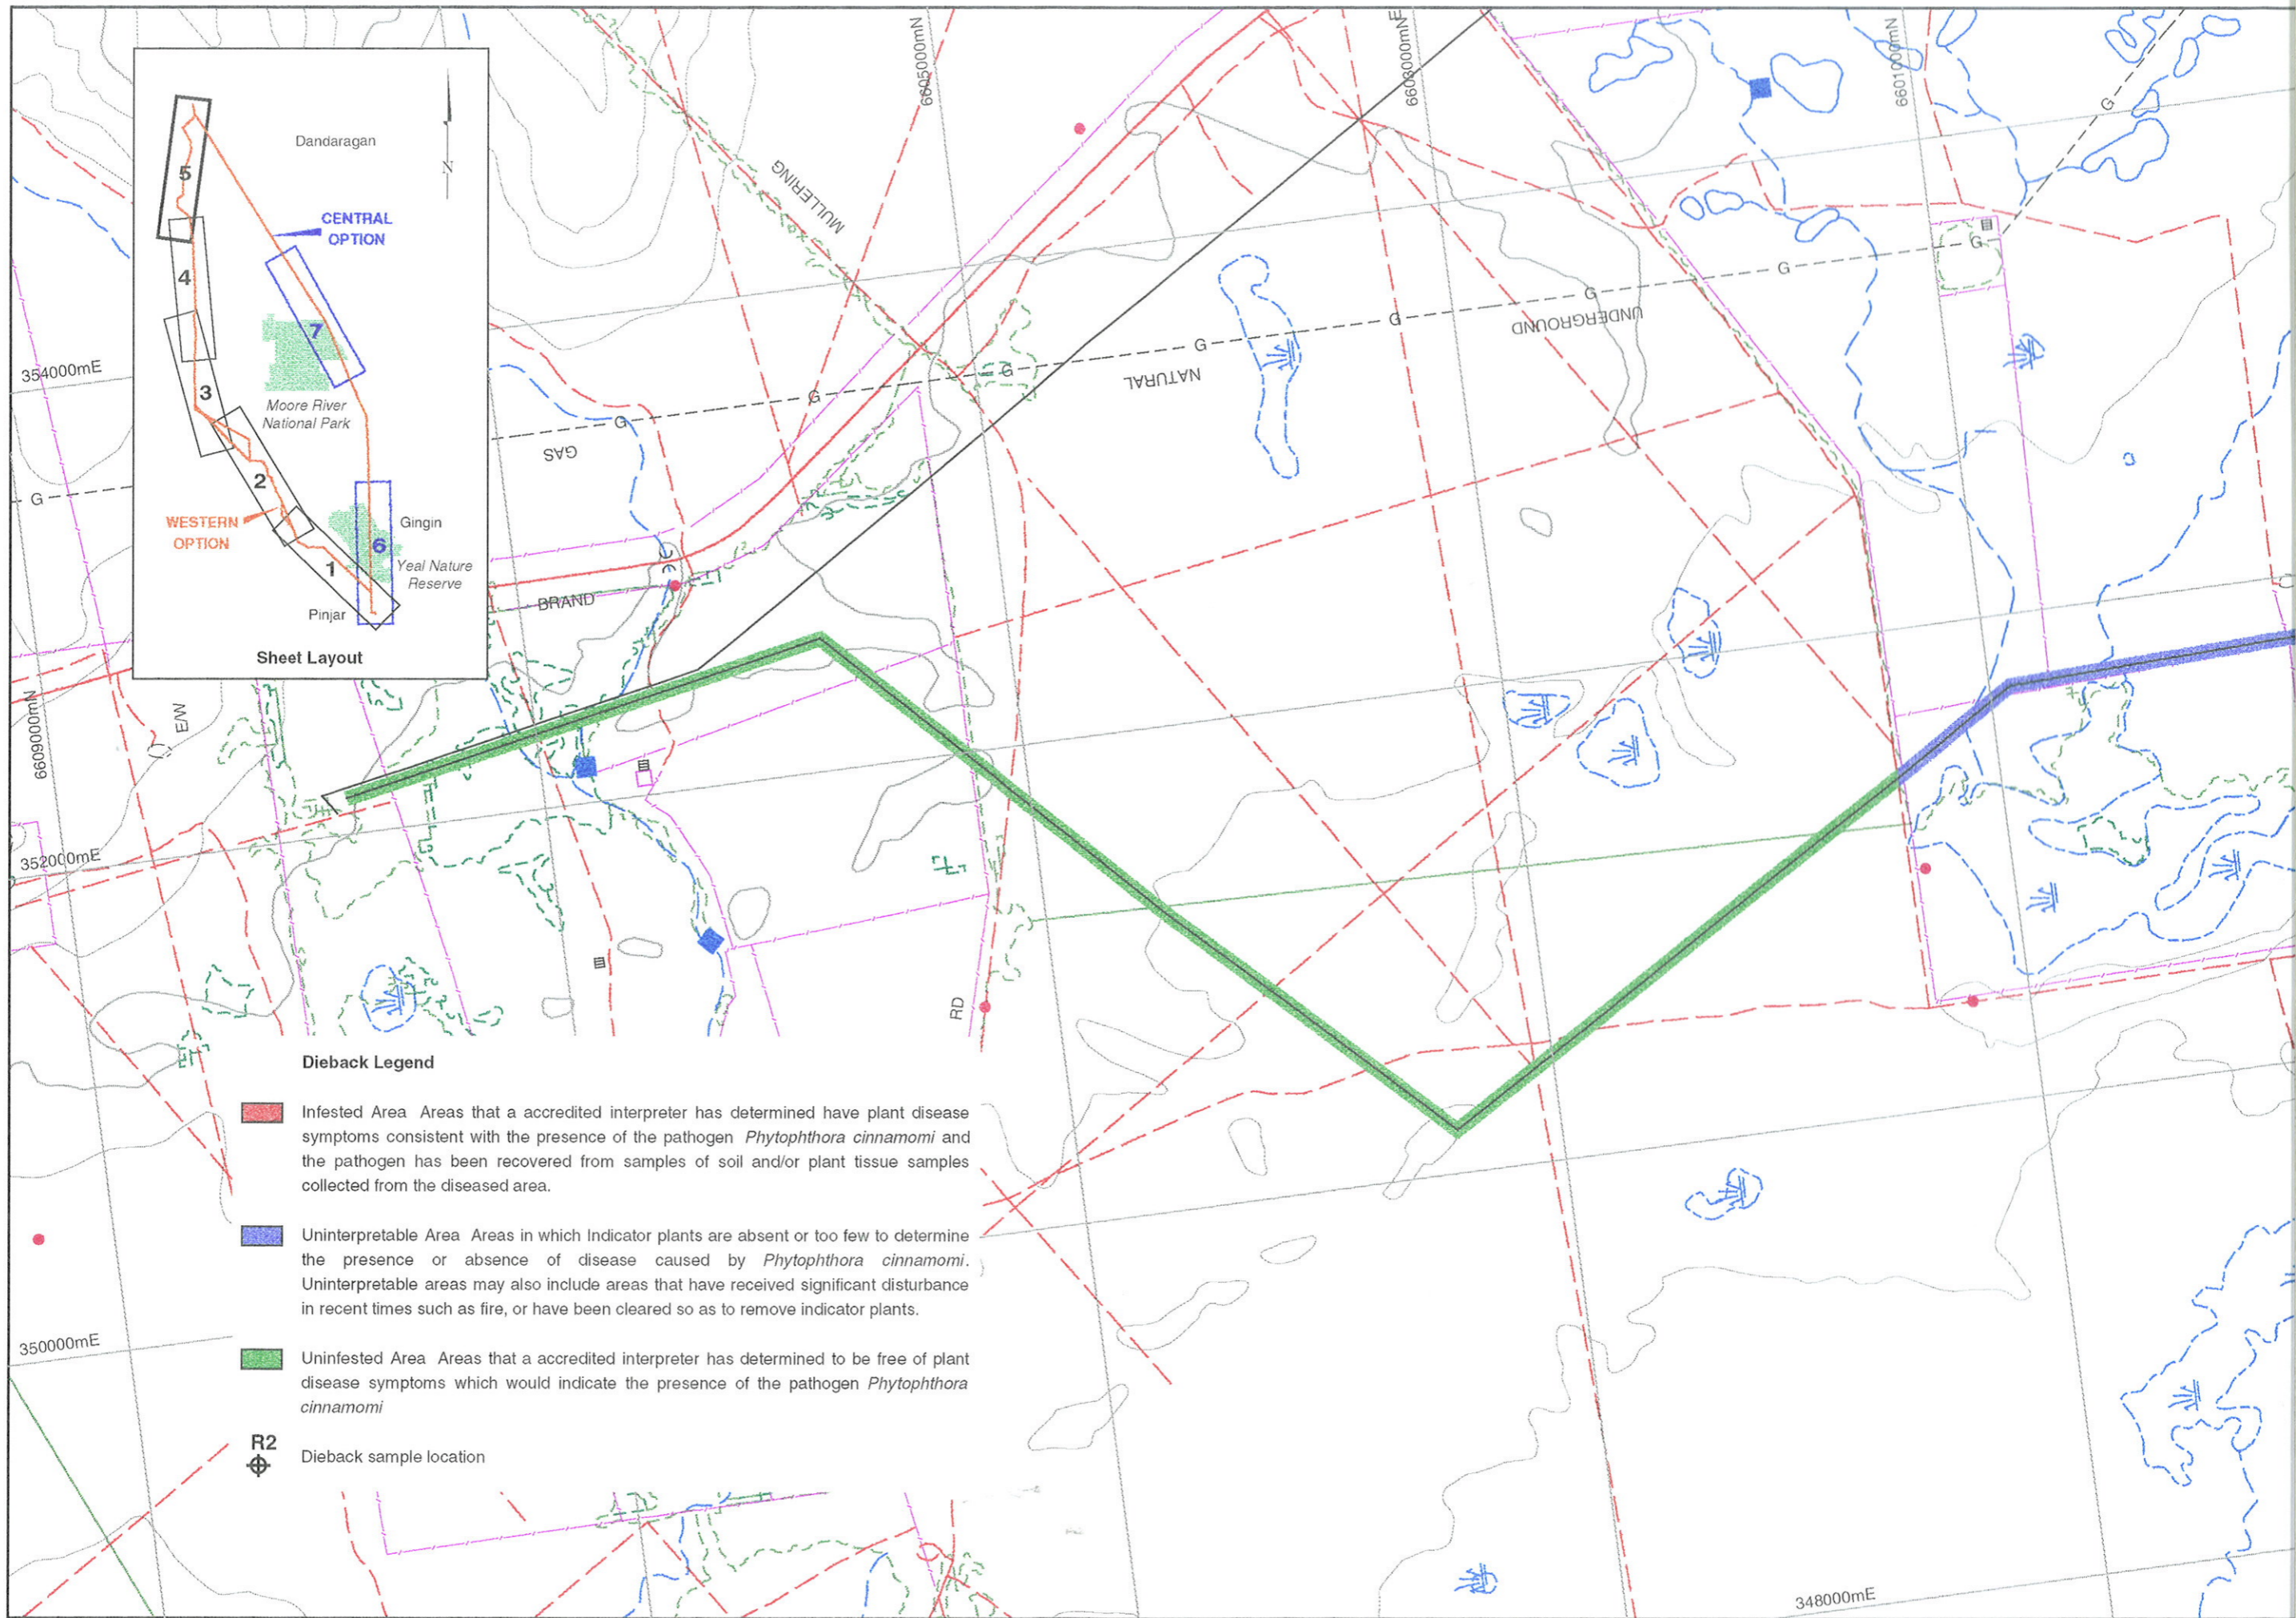 6605000mN
6603000mN
6601000mN
5
Dandaragan
N
CENTRAL
OPTION
4
7
3
Moore River
National Park
2
WESTERN
OPTION
Gingin
6
1
Yeal Nature
Reserve
Pinjar
Sheet Layout
MULLERING
G
G
G
G
UNDERGROUND
G
G
NATURAL
G
G
G
GAS
354000mE
G
BRAND
6609000mN
E/W
352000mE
RD
Dieback Legend
Infested Area Areas that a accredited interpreter has determined have plant disease
symptoms consistent with the presence of the pathogen Phytophthora cinnamomi and
the pathogen has been recovered from samples of soil and/or plant tissue samples
collected from the diseased area.
Uninterpretable Area Areas in which Indicator plants are absent or too few to determine
the presence or absence of disease caused by Phytophthora cinnamomi.
Uninterpretable areas may also include areas that have received significant disturbance
in recent times such as fire, or have been cleared so as to remove indicator plants.
350000mE
Uninfested Area Areas that a accredited interpreter has determined to be free of plant
disease symptoms which would indicate the presence of the pathogen Phytophthora
cinnamomi
R2
Dieback sample location
348000mE